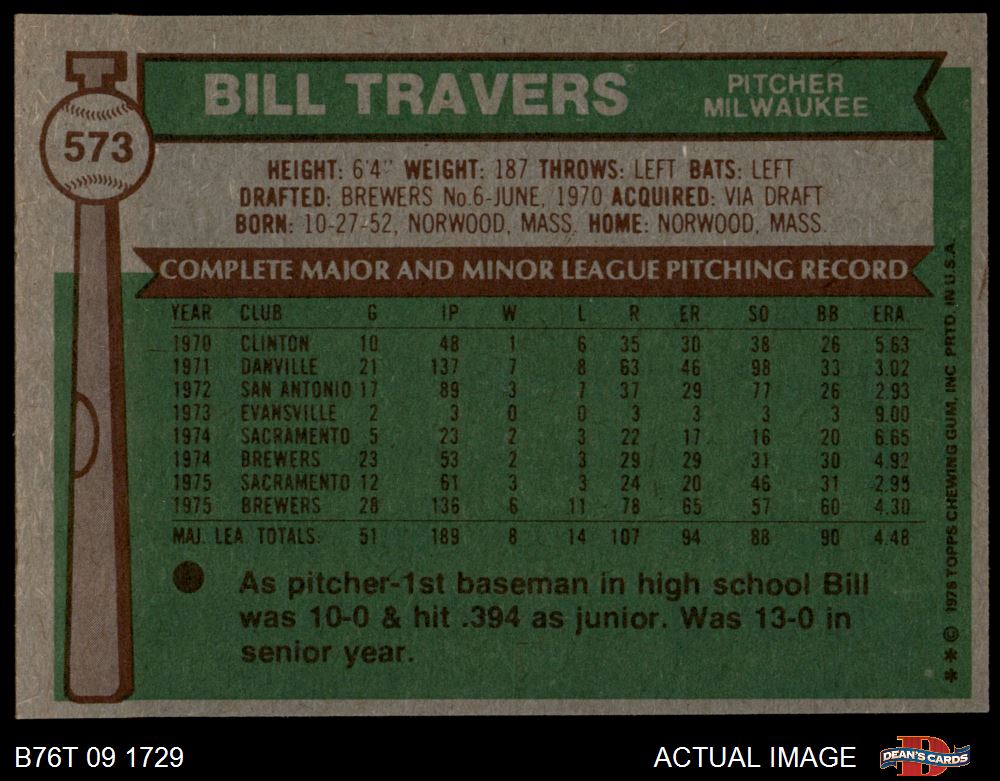 573
BILL TRAVERS
PITCHER
MILWAUKEE
HEIGHT: 6'4" WEIGHT: 187 THROWS: LEFT BATS: LEFT
DRAFTED: BREWERS No.6-JUNE, 1970 ACQUIRED: VIA DRAFT
BORN: 10-27-52, NORWOOD, MASS. HOME: NORWOOD, MASS.
COMPLETE MAJOR AND MINOR LEAGUE PITCHING RECORD
YEAR CLUB G IP W L R ER SO BB ERA
1970 CLINTON 10 48 1 6 35 30 38 26 5.63
1971 DANVILLE 21 137 7 8 63 46 98 33 3.02
1972 SAN ANTONIO 17 89 3 7 37 29 77 26 2.93
1973 EVANSVILLE 2 3 0 0 3 3 3 3 9.00
1974 SACRAMENTO 5 23 2 3 22 17 16 20 6.65
1974 BREWERS 23 53 2 3 29 29 31 30 4.92
1975 SACRAMENTO 12 61 3 3 24 20 46 31 2.95
1975 BREWERS 28 136 6 11 78 65 57 60 4.30
MAJ. LEA. TOTALS. 51 189 8 14 107 94 88 90 4.48
As pitcher-1st baseman in high school Bill
was 10-0 & hit .394 as junior. Was 13-0 in
senior year.
**© 1976 TOPPS CHEWING GUM, INC. PRTD. IN U.S.A.
B76T 09 1729
ACTUAL IMAGE
DEAN'S CARDS